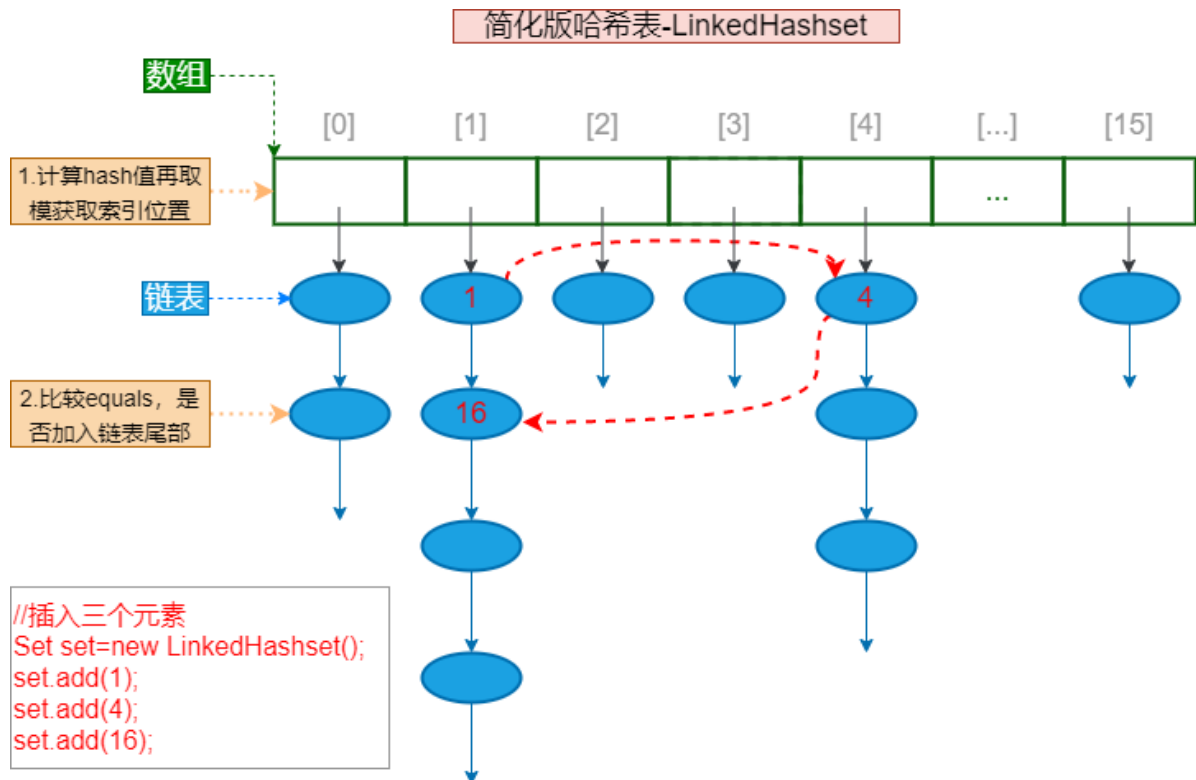 简化版哈希表-LinkedHashset
数组
[0] [1] [2] [3] [4] [...] [15]
1.计算hash值再取
模获取索引位置
...
链表
1
4
2.比较equals，是
否加入链表尾部
16
//插入三个元素
Set set=new LinkedHashset();
set.add(1);
set.add(4);
set.add(16);